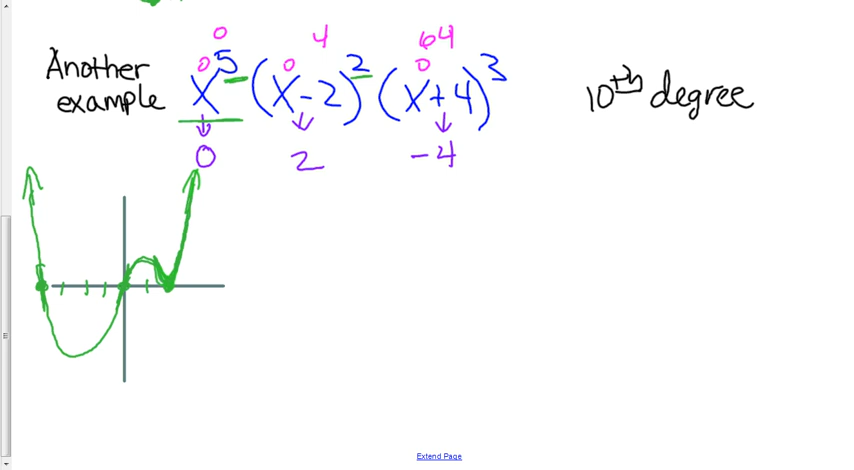 0 4 64
Another example x⁵ (x-2)² (x+4)³ 10th degree
0 0 0
0 2 -4
Extend Page